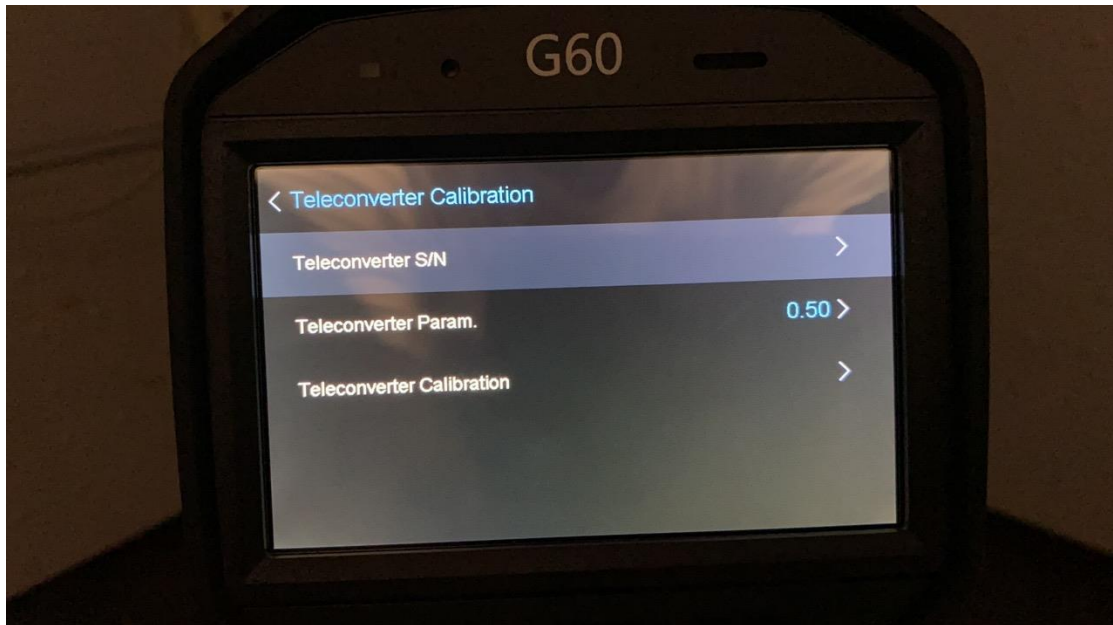 G60
< Teleconverter Calibration
Teleconverter S/N >
Teleconverter Param. 0.50 >
Teleconverter Calibration >